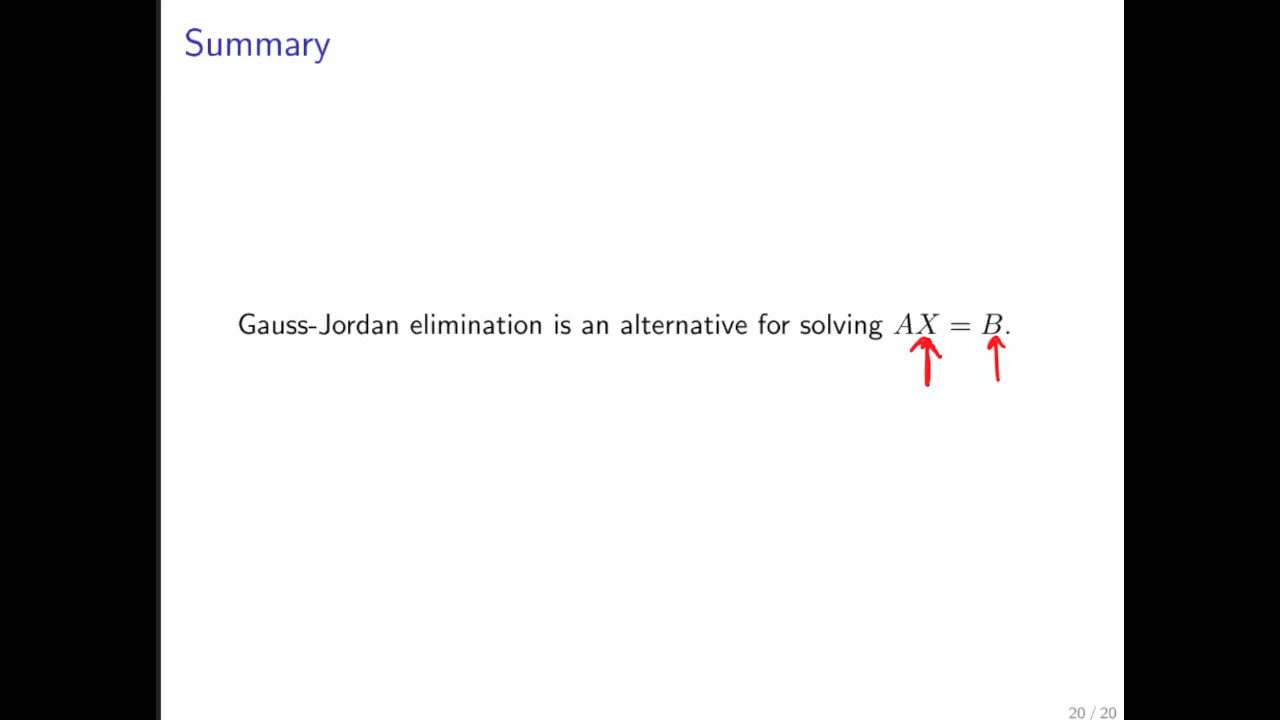 Summary
Gauss-Jordan elimination is an alternative for solving AX = B.
20 / 20